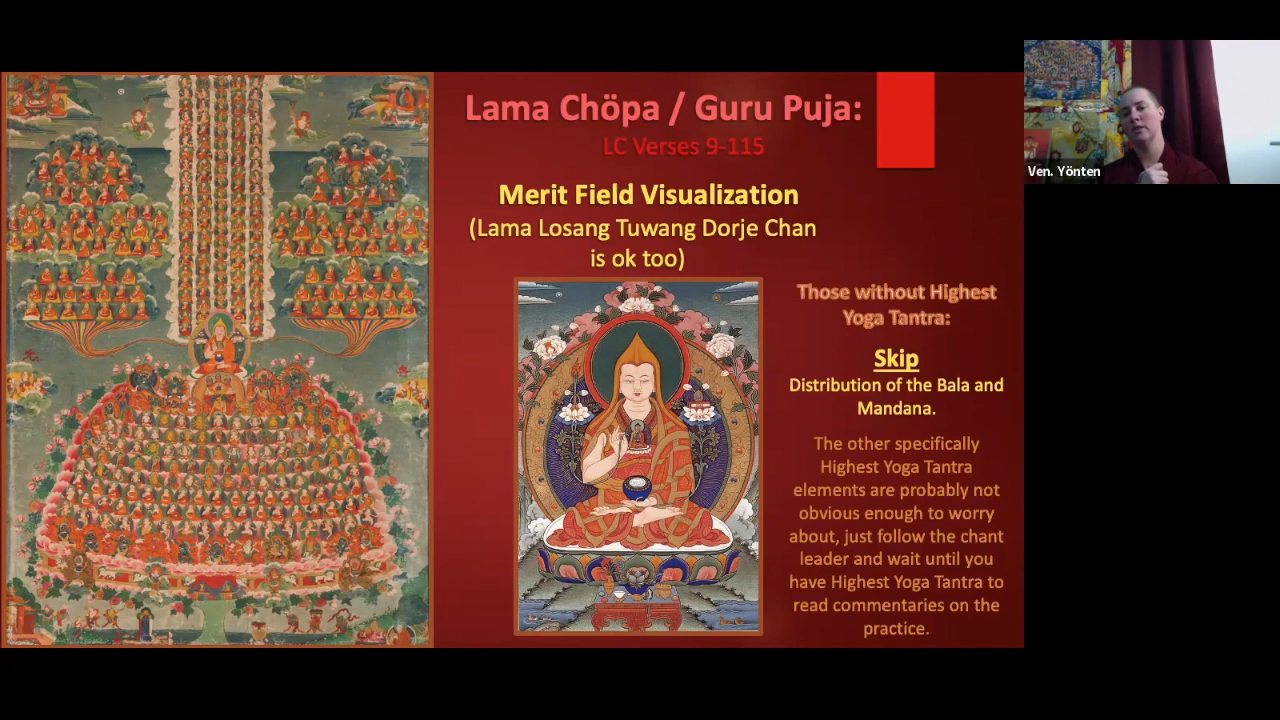 Lama Chöpa / Guru Puja:
LC Verses 9-115
Merit Field Visualization
(Lama Losang Tuwang Dorje Chan
is ok too)
Those without Highest
Yoga Tantra:
Skip
Distribution of the Bala and
Mandana.
The other specifically
Highest Yoga Tantra
elements are probably not
obvious enough to worry
about, just follow the chant
leader and wait until you
have Highest Yoga Tantra to
read commentaries on the
practice.
Ven. Yönten